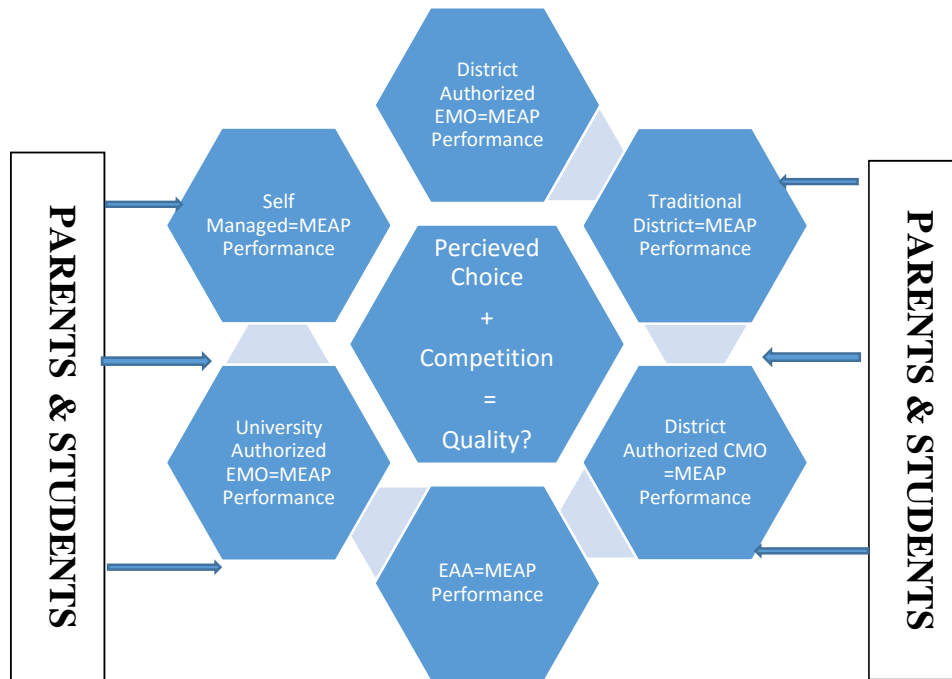 District
Authorized
EMO=MEAP
Performance
Self
Managed=MEAP
Performance
Traditional
District=MEAP
Performance
PARENTS & STUDENTS
Percieved
Choice
+
Competition
=
Quality?
PARENTS & STUDENTS
University
Authorized
EMO=MEAP
Performance
District
Authorized CMO
=MEAP
Performance
EAA=MEAP
Performance